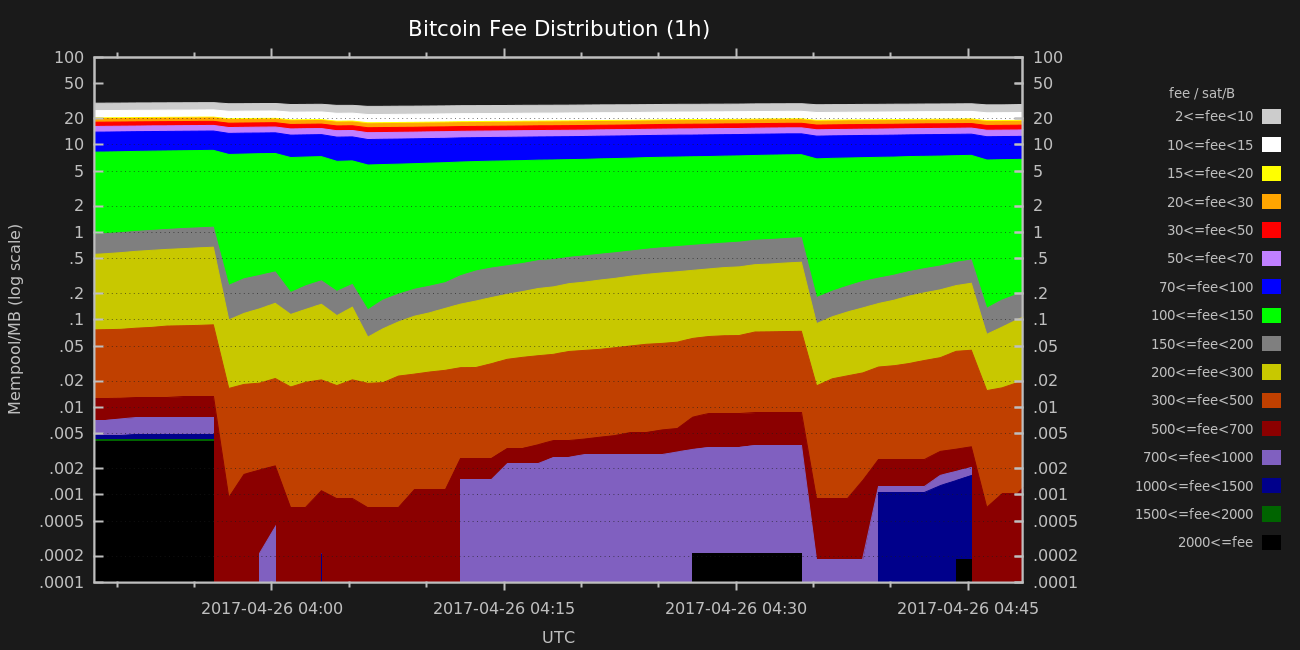 Bitcoin Fee Distribution (1h)
100 100
50 50
20 20
10 10
5 5
2 2
1 1
.5 .5
.2 .2
.1 .1
.05 .05
.02 .02
.01 .01
.005 .005
.002 .002
.001 .001
.0005 .0005
.0002 .0002
.0001 .0001
Mempool/MB (log scale)
2017-04-26 04:00 2017-04-26 04:15 2017-04-26 04:30 2017-04-26 04:45
UTC
fee / sat/B
2<=fee<10
10<=fee<15
15<=fee<20
20<=fee<30
30<=fee<50
50<=fee<70
70<=fee<100
100<=fee<150
150<=fee<200
200<=fee<300
300<=fee<500
500<=fee<700
700<=fee<1000
1000<=fee<1500
1500<=fee<2000
2000<=fee